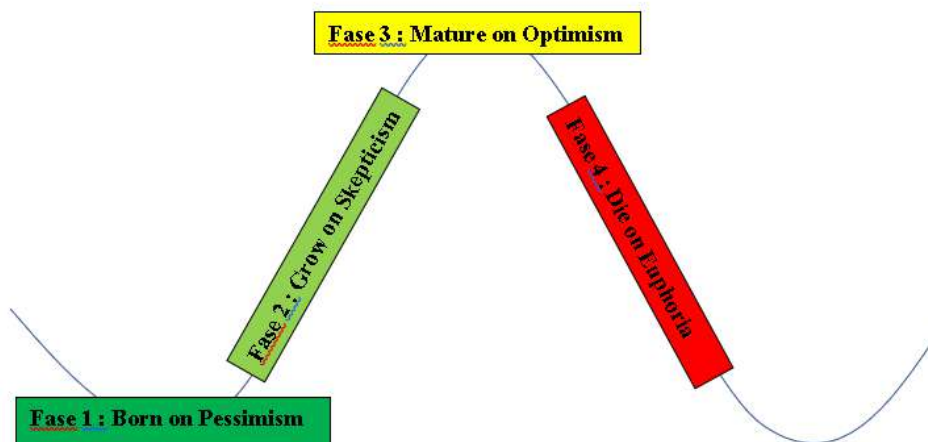 Fase 3 : Mature on Optimism
Fase 2 : Grow on Skepticism
Fase 4 : Die on Euphoria
Fase 1 : Born on Pessimism